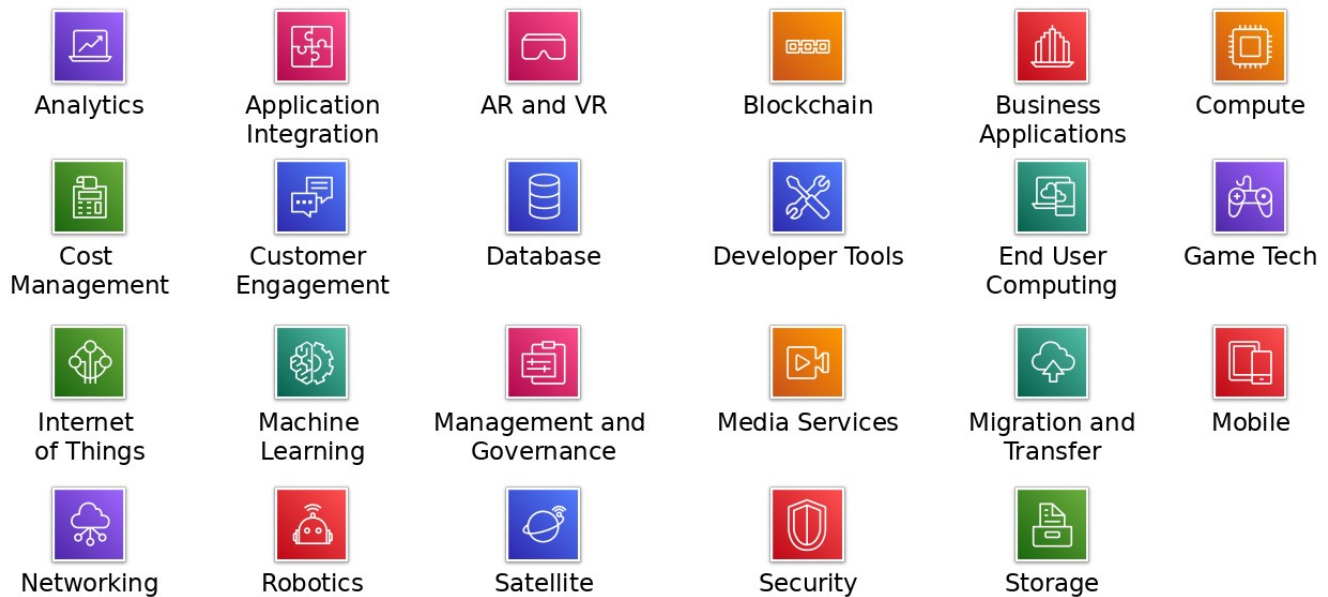 Analytics
Application
Integration
AR and VR
Blockchain
Business
Applications
Compute
Cost
Management
Customer
Engagement
Database
Developer Tools
End User
Computing
Game Tech
Internet
of Things
Machine
Learning
Management and
Governance
Media Services
Migration and
Transfer
Mobile
Networking
Robotics
Satellite
Security
Storage